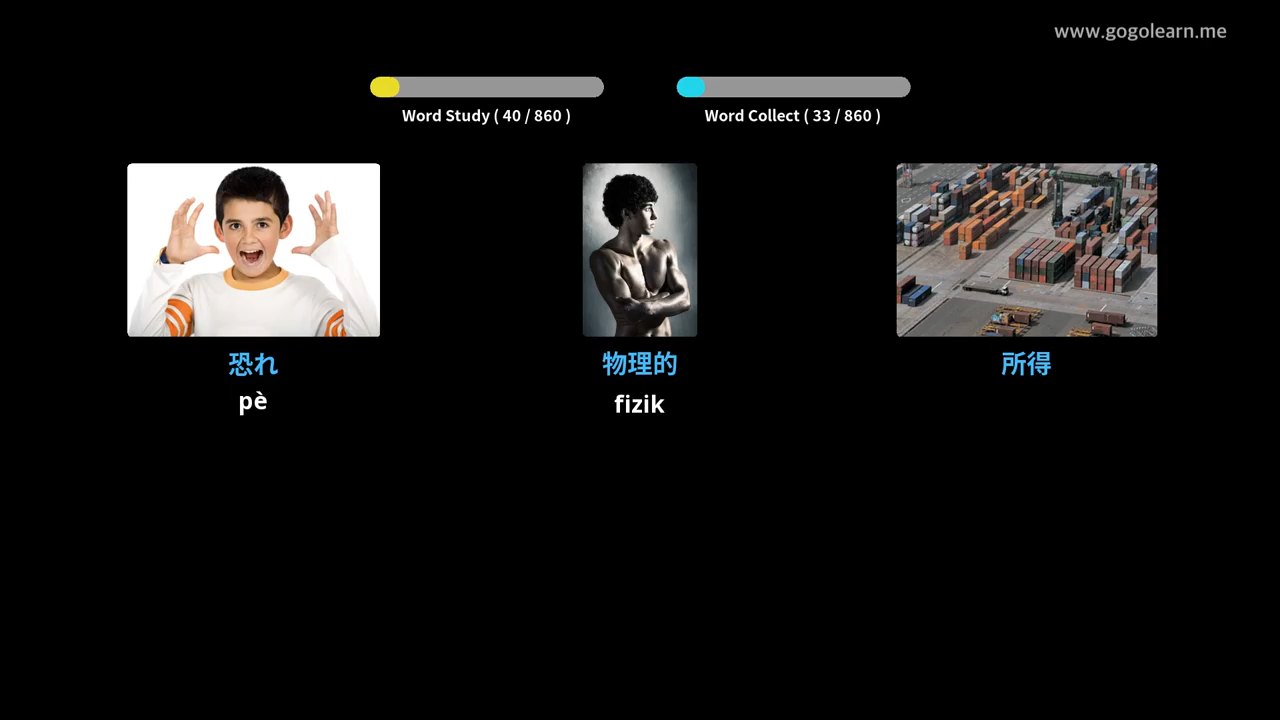 www.gogolearn.me
Word Study ( 40 / 860 )
Word Collect ( 33 / 860 )
恐れ
物理的
所得
pè
fizik